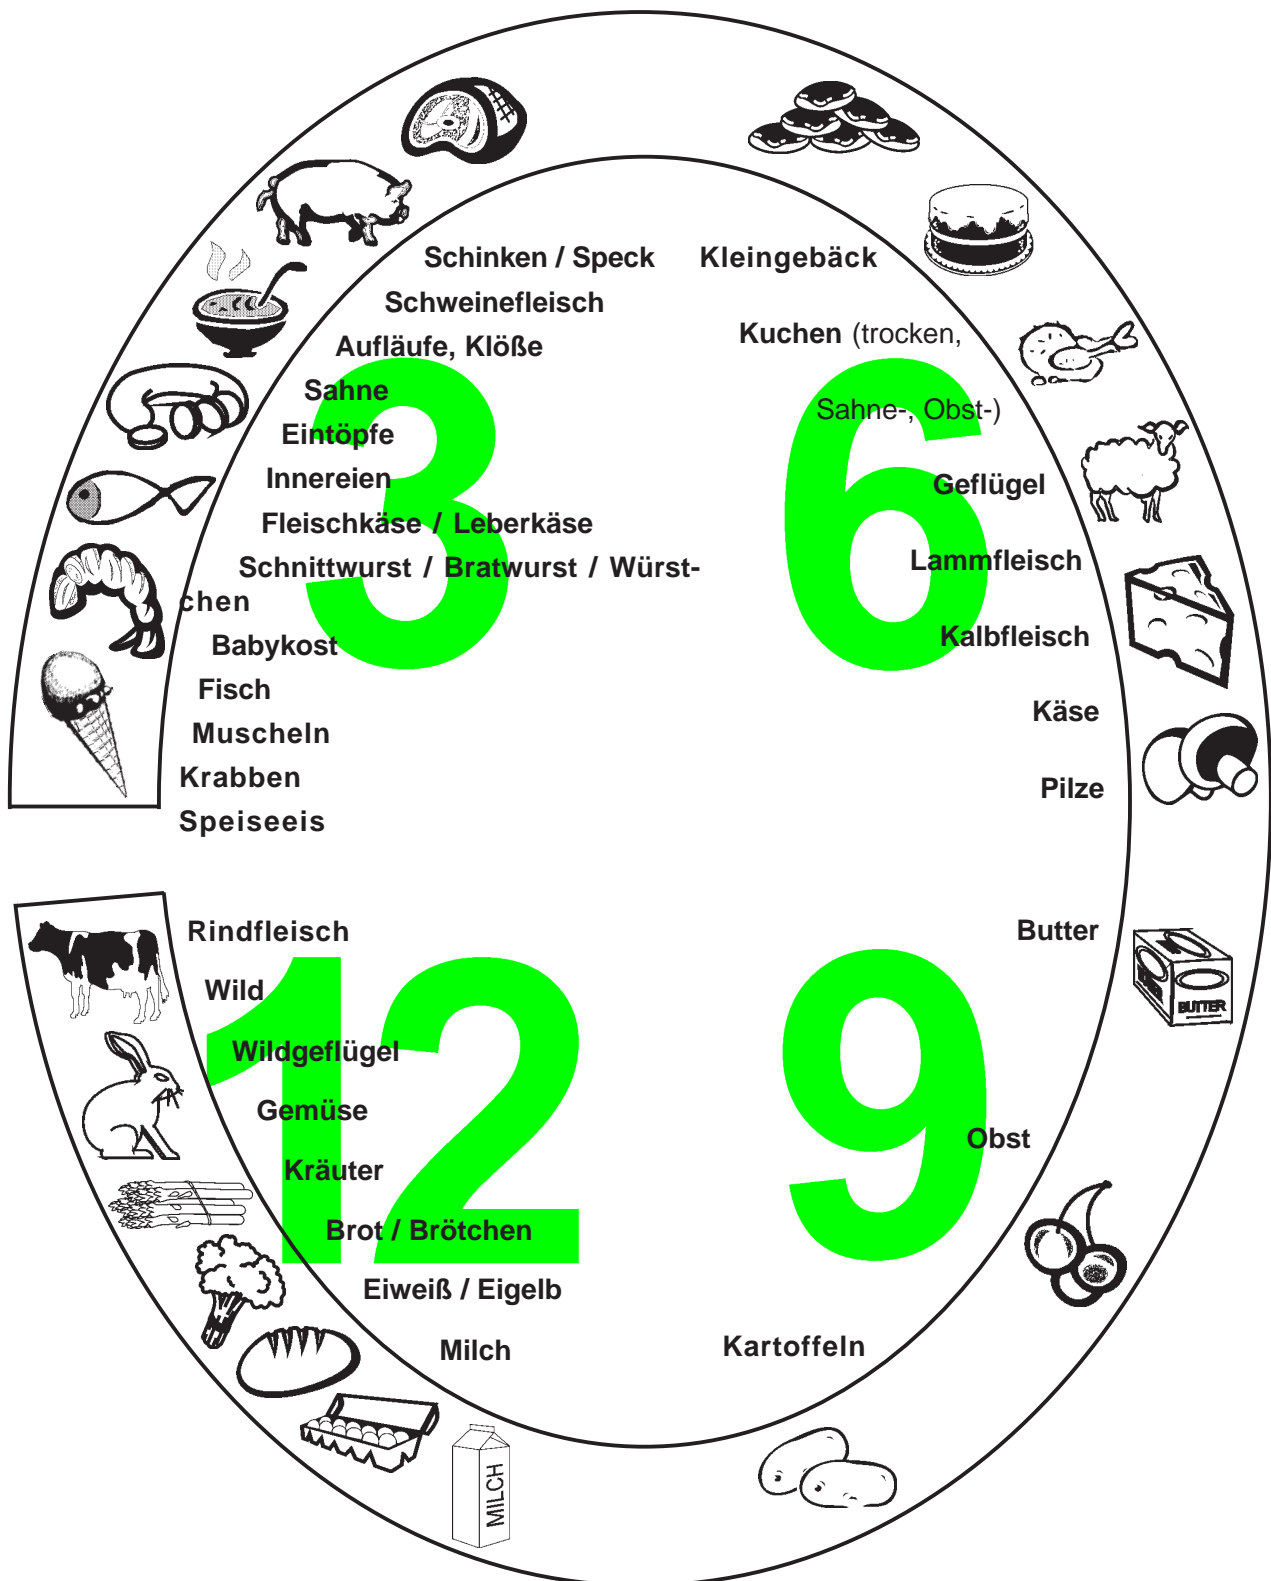 Schinken / Speck
Schweinefleisch
Aufläufe, Klöße
Sahne
Eintöpfe
Innereien
Fleischkäse / Leberkäse
Schnittwurst / Bratwurst / Würst-
chen
Babykost
Fisch
Muscheln
Krabben
Speiseeis
3
Kleingebäck
Kuchen (trocken,
Sahne-, Obst-)
Geflügel
Lammfleisch
Kalbfleisch
Käse
Pilze
6
Rindfleisch
Wild
Wildgeflügel
Gemüse
Kräuter
Brot / Brötchen
Eiweiß / Eigelb
Milch
12
MILCH
Butter
BUTTER
Obst
Kartoffeln
9